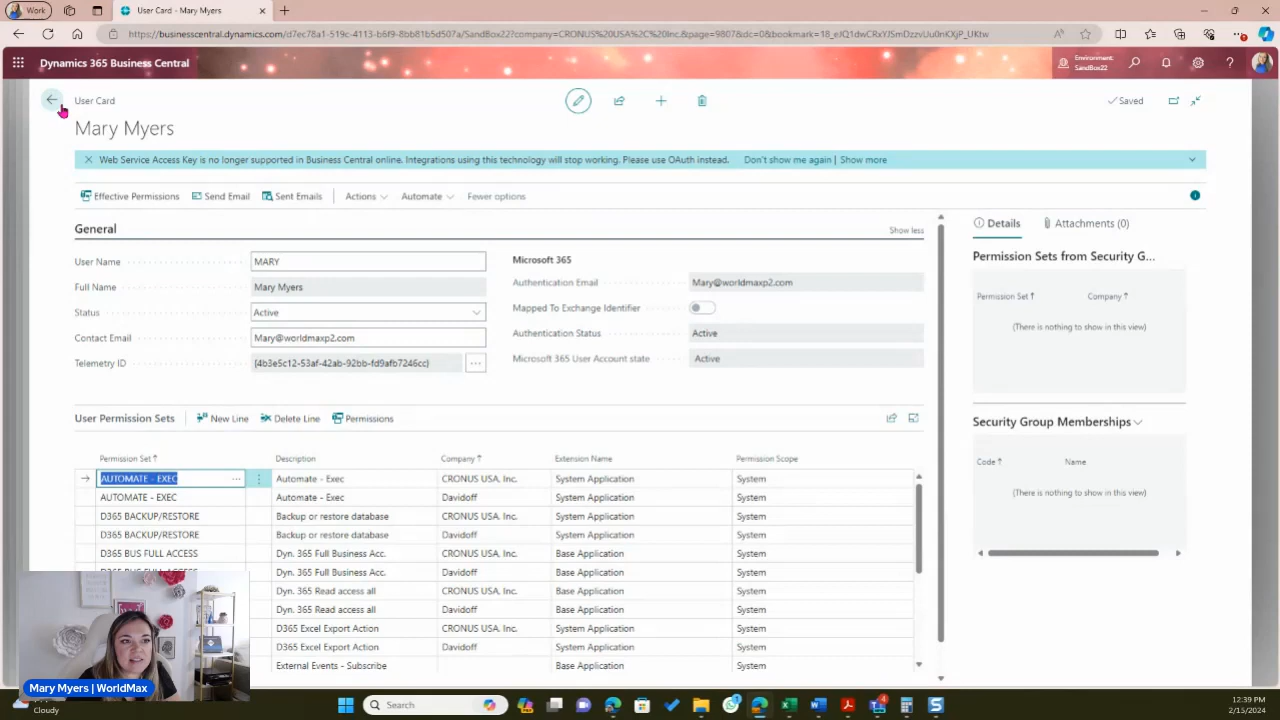 Work
User Card - Mary Myers
https://businesscentral.dynamics.com/d7ec78a1-519c-4113-b6f9-8bb81b5d507a/SandBox22?company=CRONUS%20USA%2C%20Inc.&page=9807&dc=0&bookmark=18_eJQ1dwCRxYJSmDzzvUu0nKXjP_UKtw
Dynamics 365 Business Central
Environment:
SandBox22
User Card
Saved
Mary Myers
Web Service Access Key is no longer supported in Business Central online. Integrations using this technology will stop working. Please use OAuth instead. Don't show me again | Show more
Effective Permissions Send Email Sent Emails Actions Automate Fewer options
General Show less
User Name MARY
Full Name Mary Myers
Status Active
Contact Email Mary@worldmaxp2.com
Telemetry ID {4b3e5c12-53af-42ab-92bb-fd9afb7246cc}
Microsoft 365
Authentication Email Mary@worldmaxp2.com
Mapped To Exchange Identifier
Authentication Status Active
Microsoft 365 User Account state Active
User Permission Sets New Line Delete Line Permissions
Permission Set↑ Description Company↑ Extension Name Permission Scope
AUTOMATE - EXEC Automate - Exec CRONUS USA, Inc. System Application System
AUTOMATE - EXEC Automate - Exec Davidoff System Application System
D365 BACKUP/RESTORE Backup or restore database CRONUS USA, Inc. System Application System
D365 BACKUP/RESTORE Backup or restore database Davidoff System Application System
D365 BUS FULL ACCESS Dyn. 365 Full Business Acc. CRONUS USA, Inc. Base Application System
D365 BUS FULL ACCESS Dyn. 365 Full Business Acc. Davidoff Base Application System
Dyn. 365 Read access all CRONUS USA, Inc. System Application System
Dyn. 365 Read access all Davidoff System Application System
D365 Excel Export Action CRONUS USA, Inc. System Application System
D365 Excel Export Action Davidoff System Application System
External Events - Subscribe Base Application System
Details Attachments (0)
Permission Sets from Security G...
Permission Set↑ Company↑
(There is nothing to show in this view)
Security Group Memberships
Code↑ Name
(There is nothing to show in this view)
Mary Myers | WorldMax
Cloudy
Search
4
12:39 PM
2/15/2024